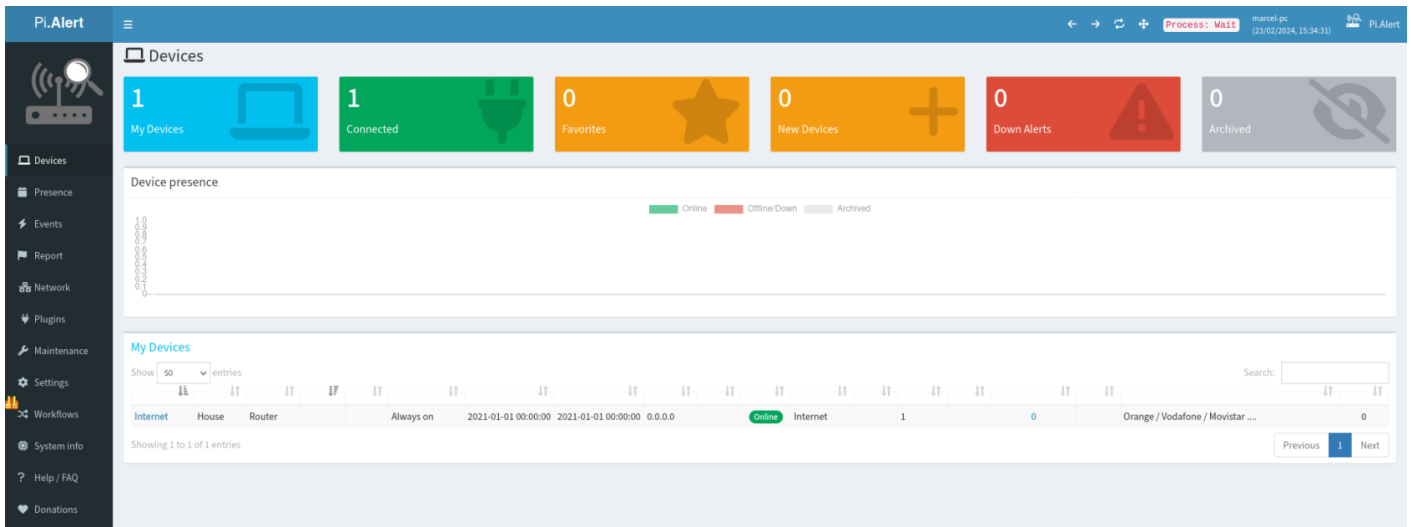 Pi.Alert
Process: Wait
marcel-pc
(23/02/2024, 15:34:31)
Pi.Alert
Devices
1
My Devices
1
Connected
0
Favorites
0
New Devices
0
Down Alerts
0
Archived
Devices
Presence
Events
Report
Network
Plugins
Maintenance
Settings
Workflows
System info
? Help / FAQ
Donations
Device presence
Online Offline/Down Archived
1.0
0.9
0.8
0.7
0.6
0.5
0.4
0.3
0.2
0.1
0
My Devices
Show 50 entries
Search:
Internet House Router Always on 2021-01-01 00:00:00 2021-01-01 00:00:00 0.0.0.0 Online Internet 1 0 Orange / Vodafone / Movistar .... 0
Showing 1 to 1 of 1 entries
Previous 1 Next